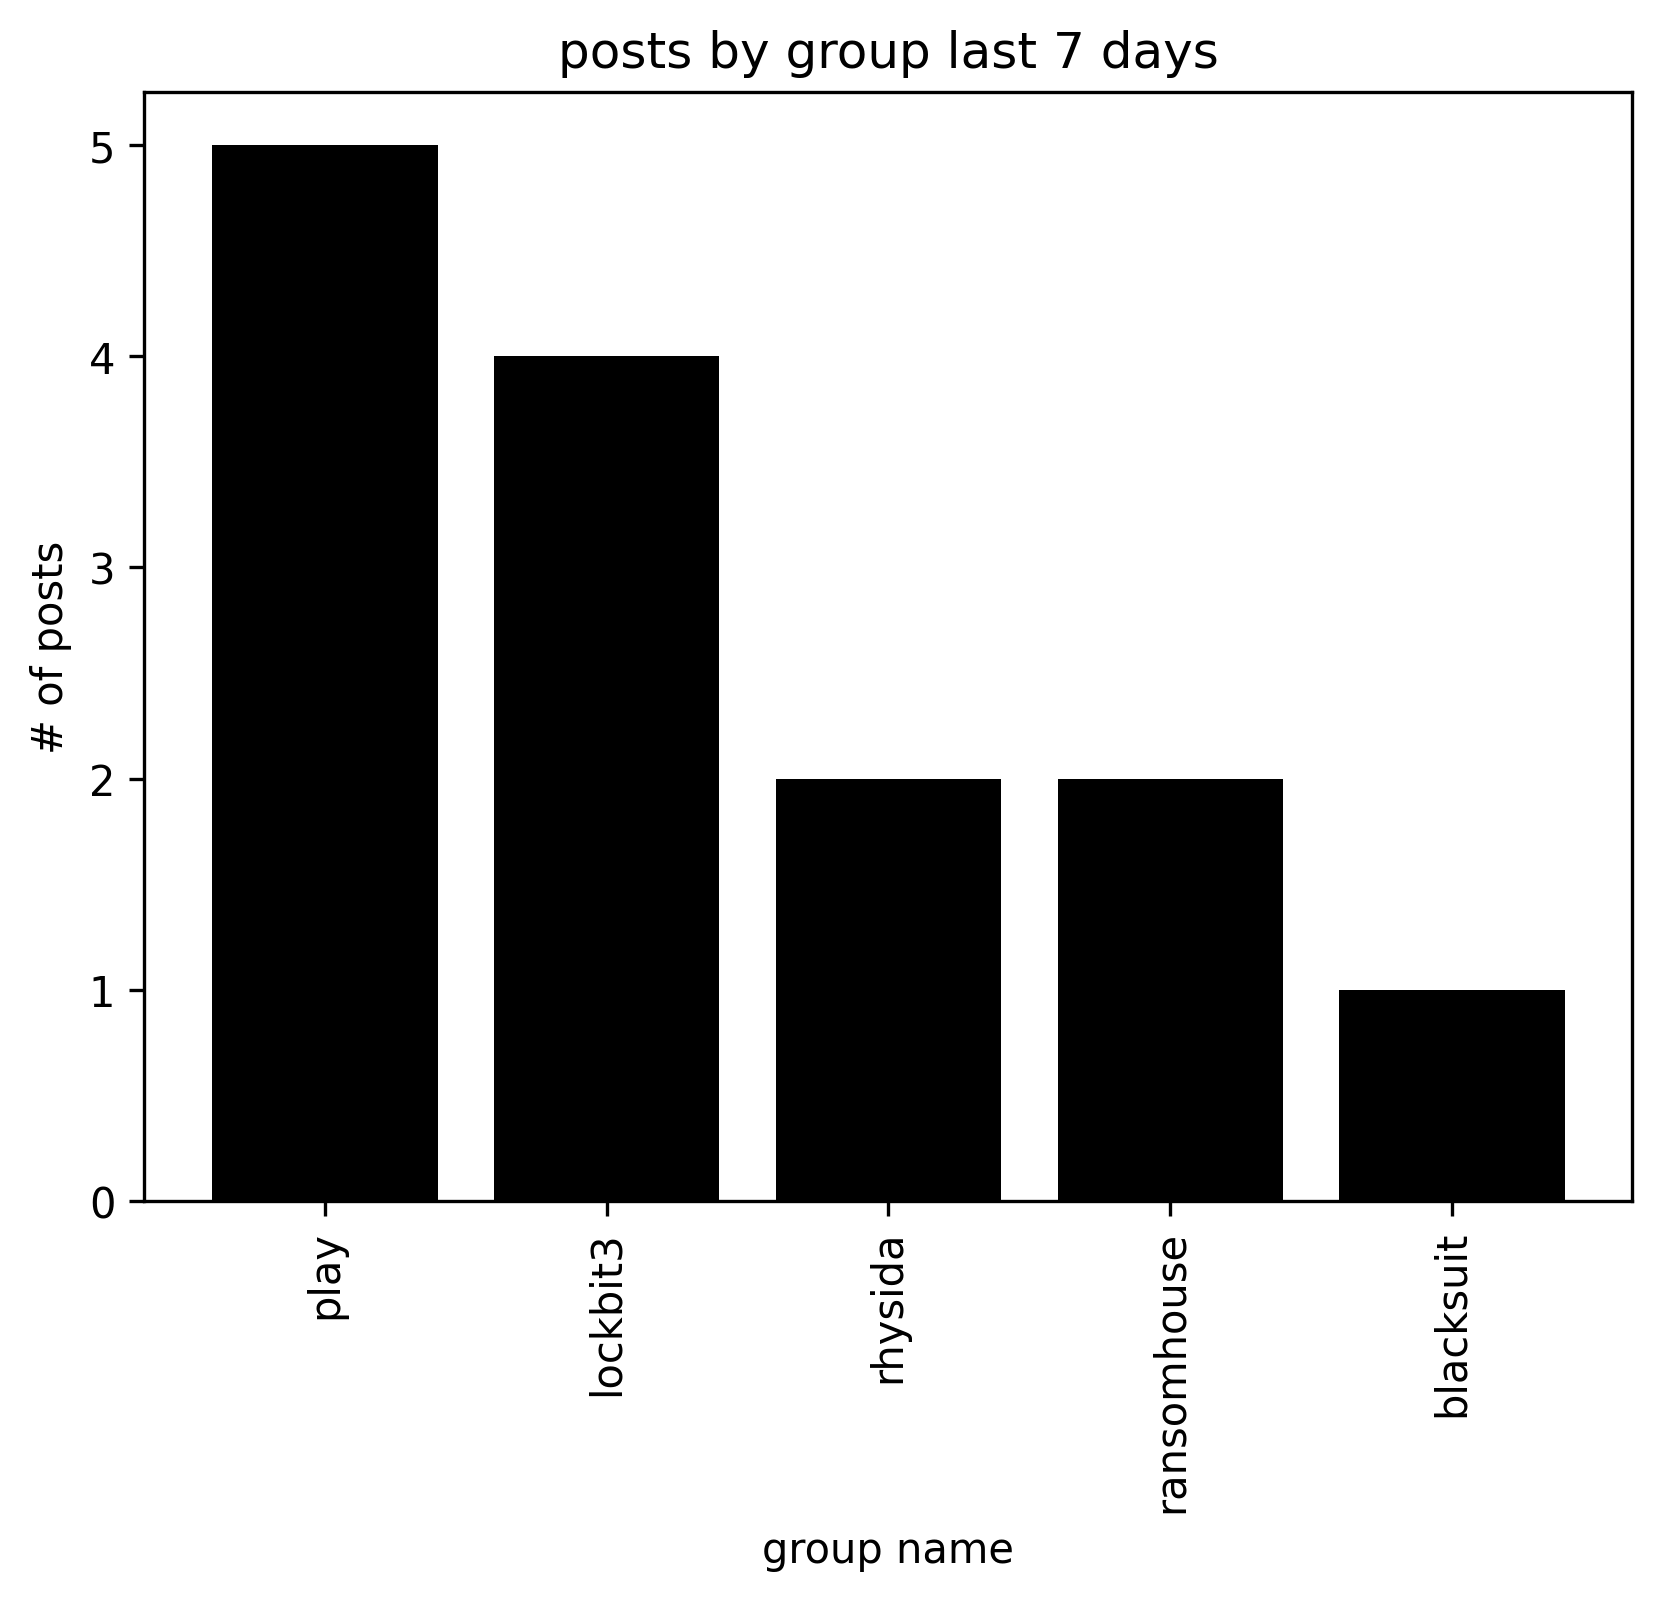 posts by group last 7 days
# of posts
5
4
3
2
1
0
play
lockbit3
rhysida
ransomhouse
blacksuit
group name